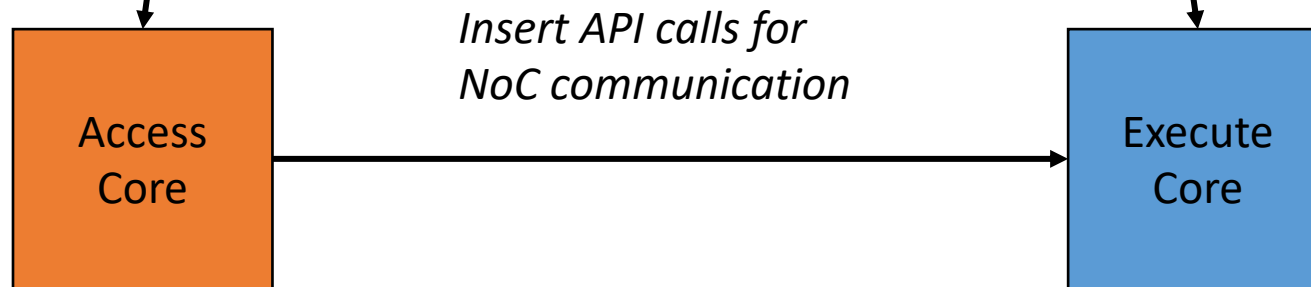 Insert API calls for
NoC communication
Access
Core
Execute
Core